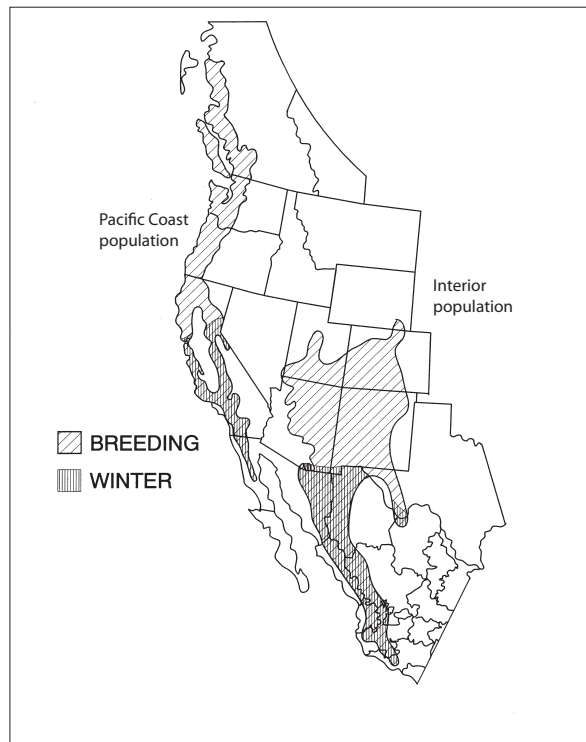 Pacific Coast
population
Interior
population
BREEDING
WINTER